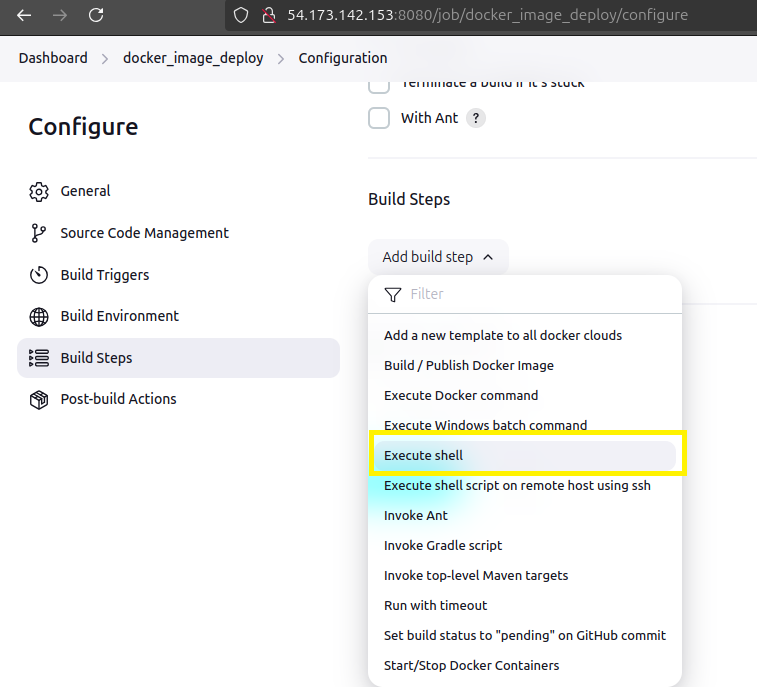 54.173.142.153:8080/job/docker_image_deploy/configure
Dashboard > docker_image_deploy > Configuration
Terminate a build if it's stuck
Configure
With Ant ?
General
Source Code Management
Build Triggers
Build Environment
Build Steps
Post-build Actions
Build Steps
Add build step
Filter
Add a new template to all docker clouds
Build / Publish Docker Image
Execute Docker command
Execute Windows batch command
Execute shell
Execute shell script on remote host using ssh
Invoke Ant
Invoke Gradle script
Invoke top-level Maven targets
Run with timeout
Set build status to "pending" on GitHub commit
Start/Stop Docker Containers